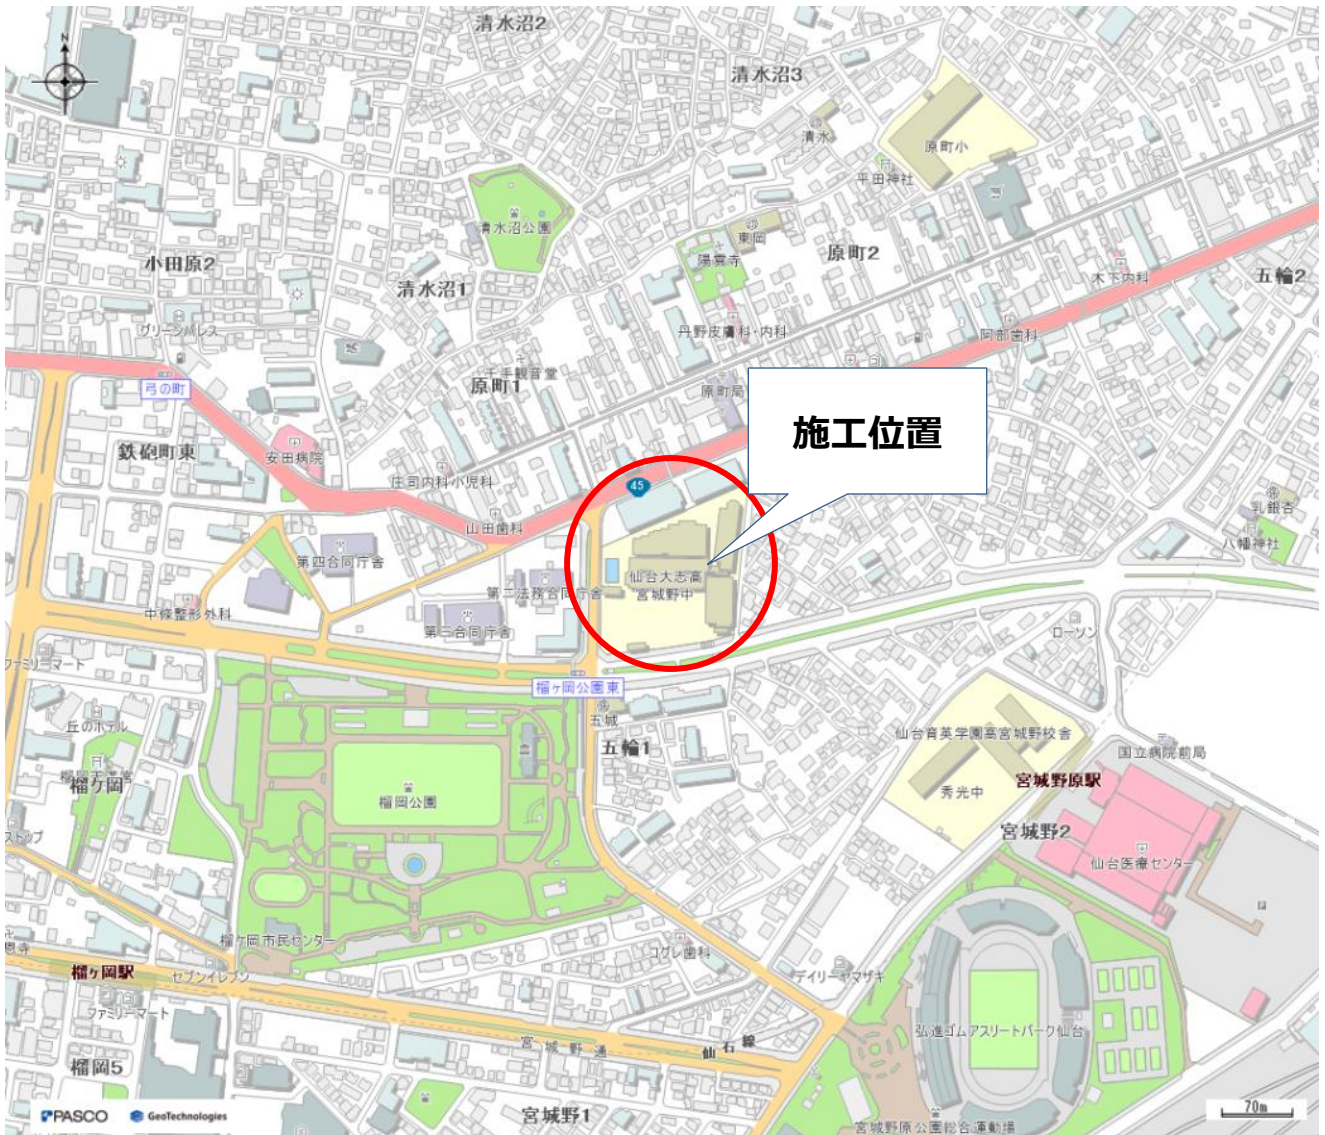 清水沼2
清水沼3
N
清水
原町小
平田神社
清水沼公園
東岡
陽雲寺
原町2
小田原2
木下内科
五輪2
清水沼1
グリーンパレス
丹野皮膚科・内科
阿部歯科
千手観音堂
原町1
弓の町
原町局
施工位置
鉄砲町東
安田病院
庄司内科小児科
45
山田歯科
乳銀杏
八幡神社
第四合同庁舎
仙台大志高
宮城野中
第二法務合同庁舎
中條整形外科
第三合同庁舎
ローソン
ファミリーマート
榴ヶ岡公園東
丘のホテル
五城
五輪1
仙台育英学園高宮城野校舎
国立病院前局
宮城野原駅
榴ヶ岡
榴岡公園
秀光中
宮城野2
ストップ
仙台医療センター
榴ケ岡市民センター
コグレ歯科
榴ヶ岡駅
セブンイレブン
デイリーヤマザキ
ファミリーマート
弘進ゴムアスリートパーク仙台
宮城野通
仙石線
榴岡5
PASCO
GeoTechnologies
宮城野1
宮城野原公園総合運動場
70m